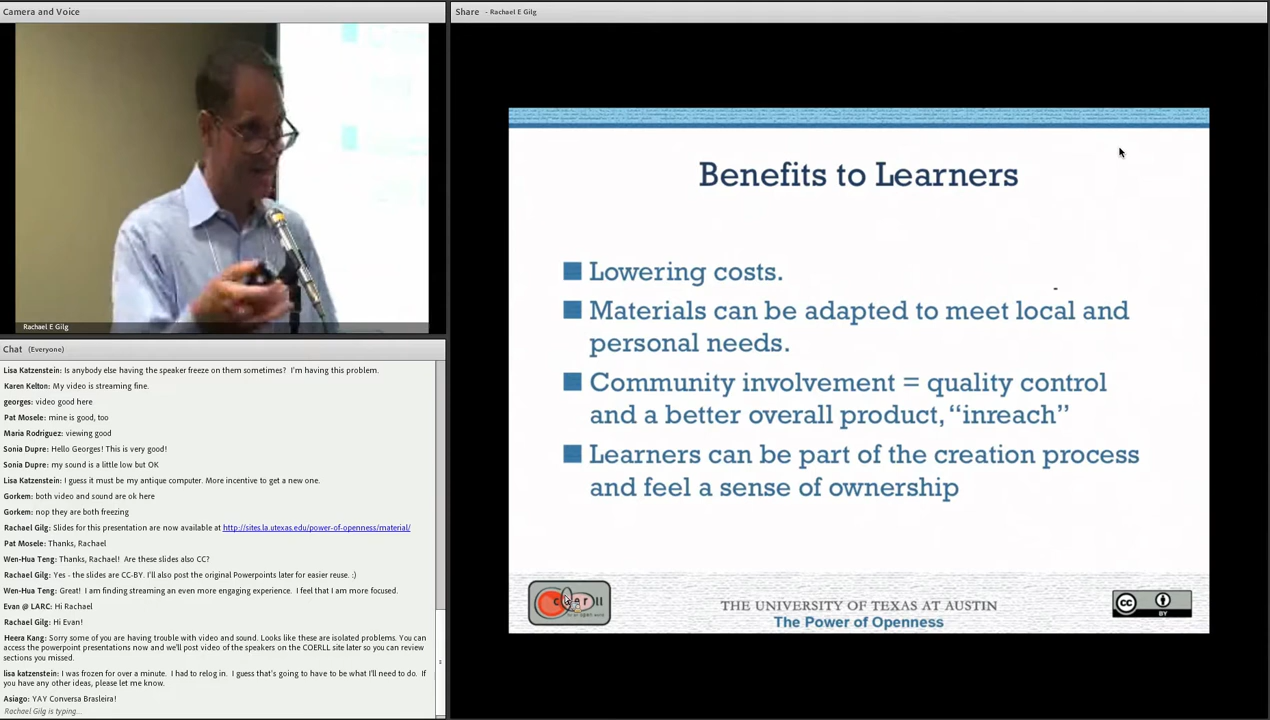 Camera and Voice
Share - Rachael E Gilg
Rachael E Gilg
Chat (Everyone)
Lisa Katzenstein: Is anybody else having the speaker freeze on them sometimes? I'm having this problem.
Karen Kelton: My video is streaming fine.
georges: video good here
Pat Mosele: mine is good, too
Maria Rodriguez: viewing good
Sonia Dupre: Hello Georges! This is very good!
Sonia Dupre: my sound is a little low but OK
Lisa Katzenstein: I guess it must be my antique computer. More incentive to get a new one.
Gorkem: both video and sound are ok here
Gorkem: nop they are both freezing
Rachael Gilg: Slides for this presentation are now available at http://sites.la.utexas.edu/power-of-openness/material/
Pat Mosele: Thanks, Rachael
Wen-Hua Teng: Thanks, Rachael! Are these slides also CC?
Rachael Gilg: Yes - the slides are CC-BY. I'll also post the original Powerpoints later for easier reuse. :)
Wen-Hua Teng: Great! I am finding streaming an even more engaging experience. I feel that I am more focused.
Evan @ LARC: Hi Rachael
Rachael Gilg: Hi Evan!
Heera Kang: Sorry some of you are having trouble with video and sound. Looks like these are isolated problems. You can
access the powerpoint presentations now and we'll post video of the speakers on the COERLL site later so you can review
sections you missed.
lisa katzenstein: I was frozen for over a minute. I had to relog in. I guess that's going to have to be what I'll need to do. If
you have any other ideas, please let me know.
Asiago: YAY Conversa Brasleira!
Rachael Gilg is typing...
Benefits to Learners
Lowering costs.
Materials can be adapted to meet local and
personal needs.
Community involvement = quality control
and a better overall product, “inreach”
Learners can be part of the creation process
and feel a sense of ownership
THE UNIVERSITY OF TEXAS AT AUSTIN
The Power of Openness
cc
BY